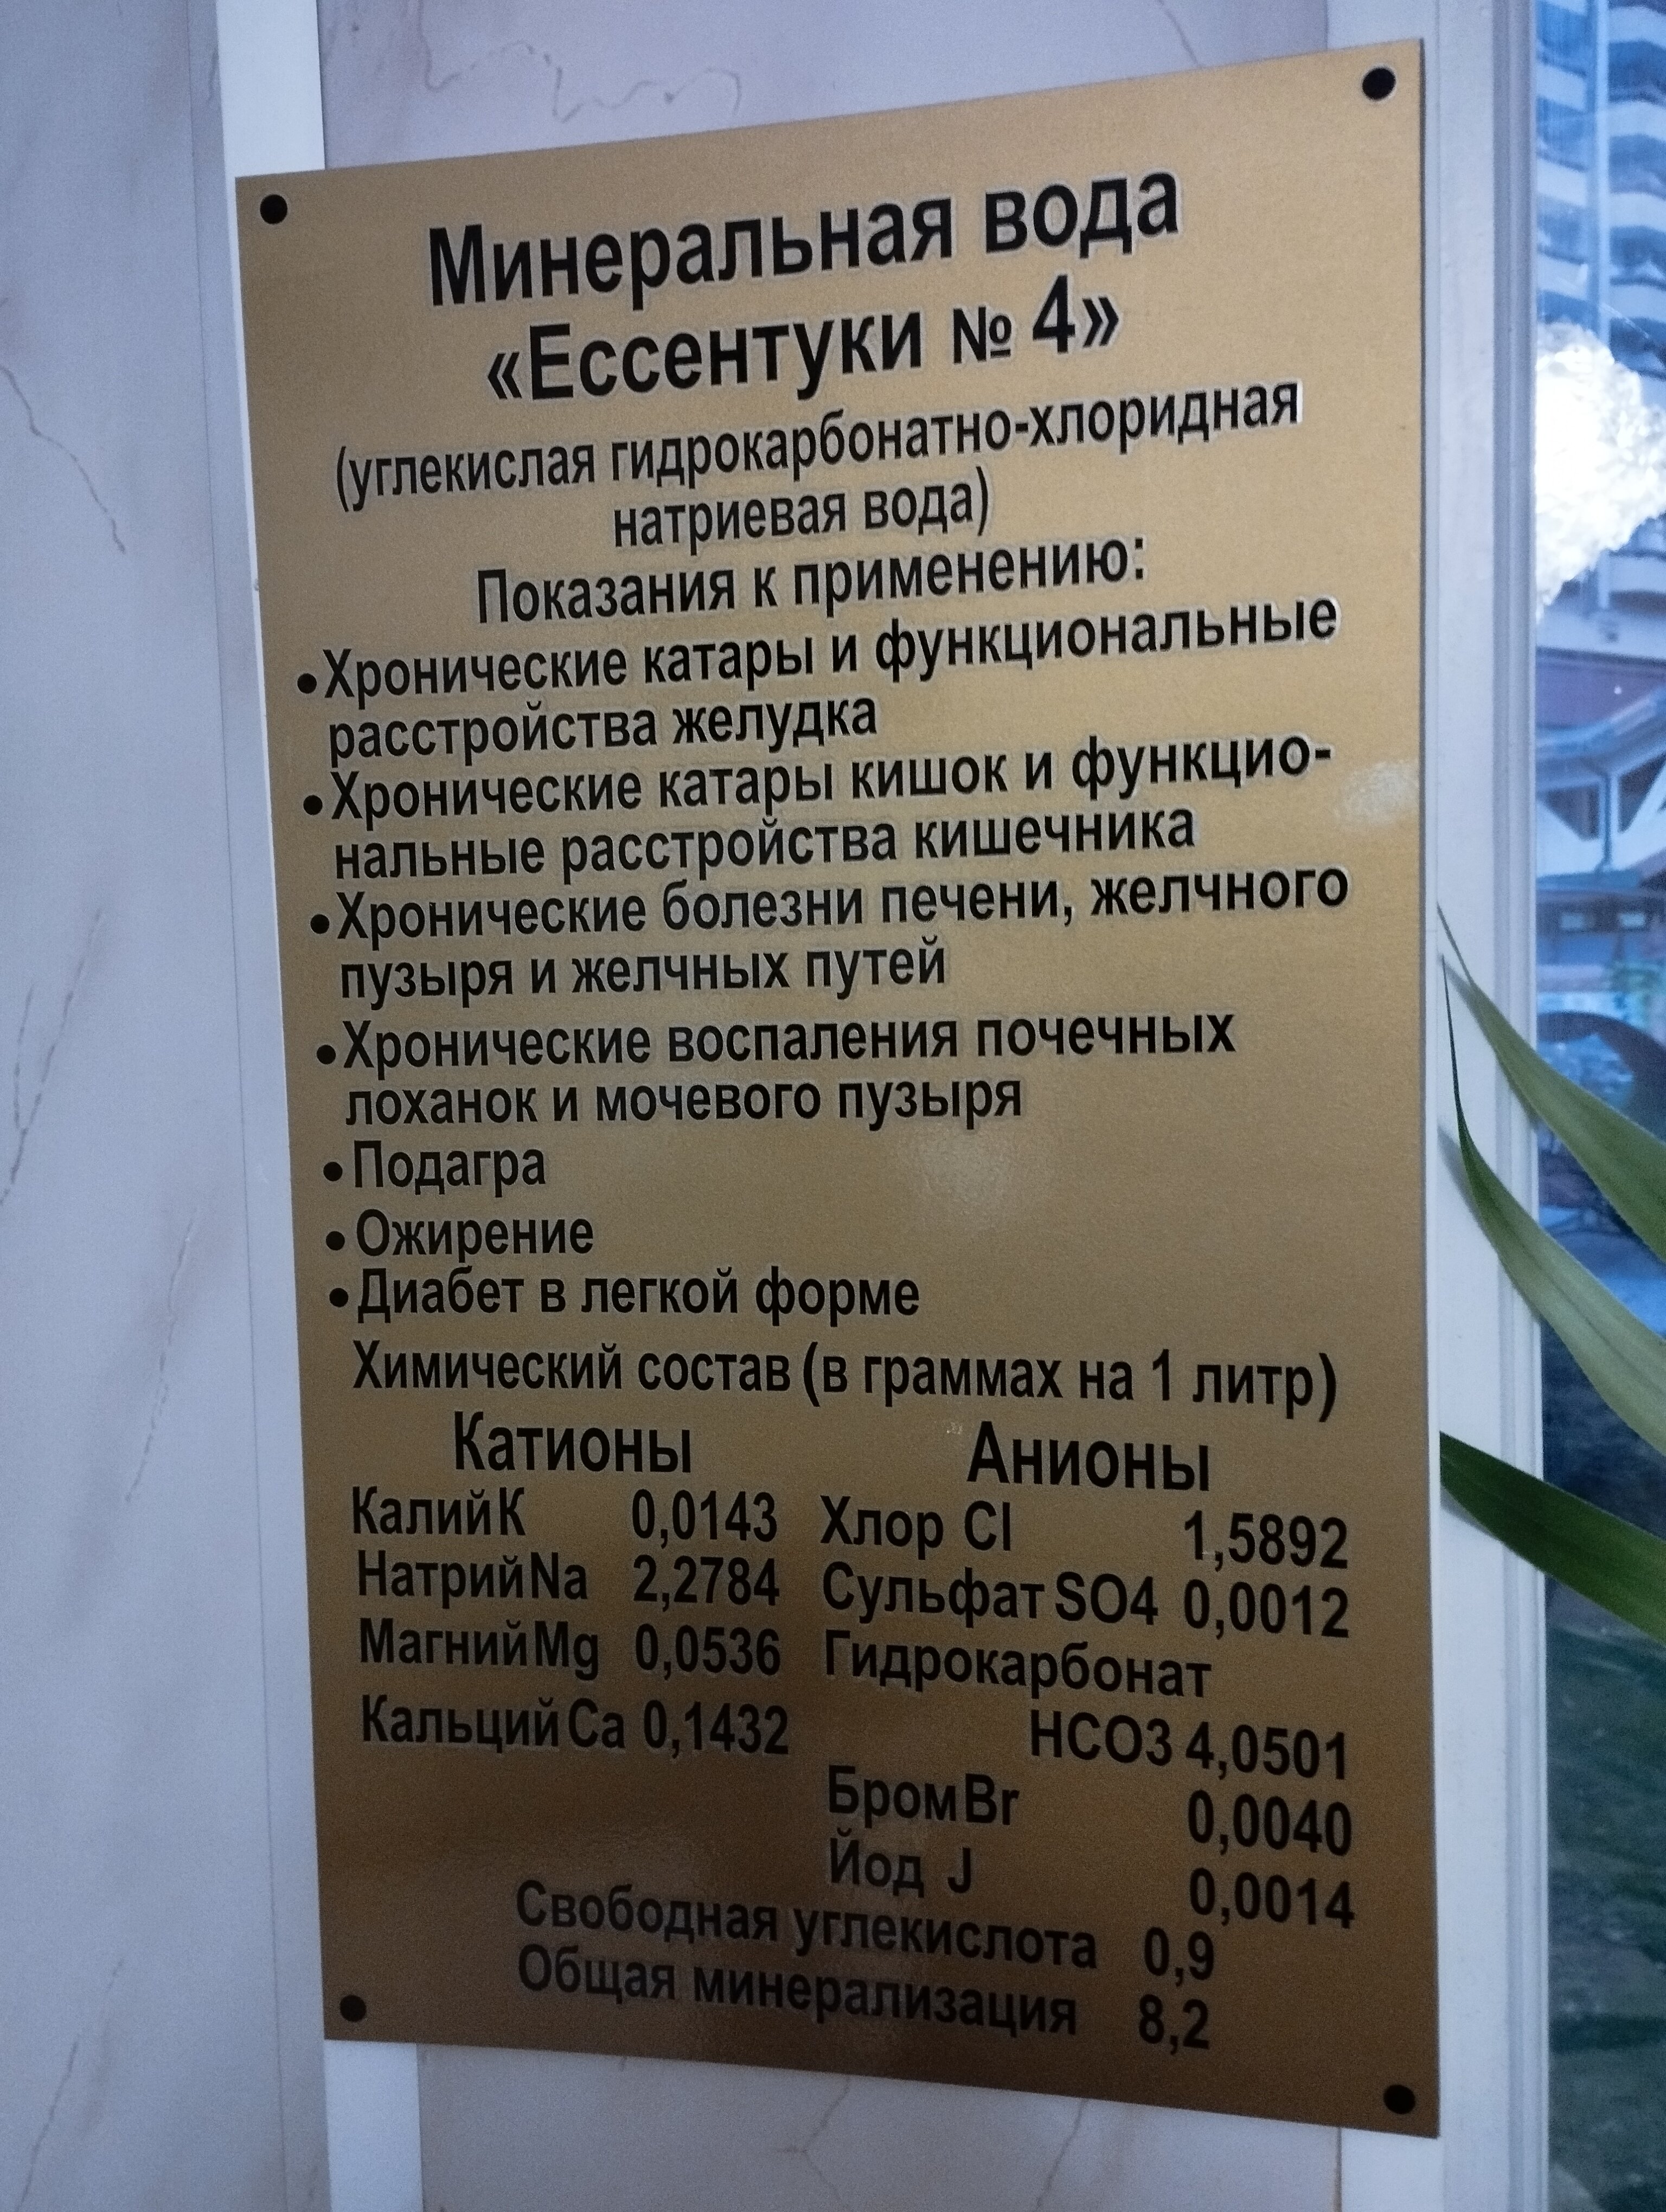 Минеральная вода
«Ессентуки № 4»
(углекислая гидрокарбонатно-хлоридная
натриевая вода)
Показания к применению:
•Хронические катары и функциональные
расстройства желудка
•Хронические катары кишок и функцио-
нальные расстройства кишечника
•Хронические болезни печени, желчного
пузыря и желчных путей
•Хронические воспаления почечных
лоханок и мочевого пузыря
•Подагра
•Ожирение
•Диабет в легкой форме
Химический состав (в граммах на 1 литр)
Катионы Анионы
Калий K 0,0143 Хлор Cl 1,5892
Натрий Na 2,2784 Сульфат SO4 0,0012
Магний Mg 0,0536 Гидрокарбонат
Кальций Ca 0,1432 HCO3 4,0501
Бром Br 0,0040
Йод J 0,0014
Свободная углекислота 0,9
Общая минерализация 8,2